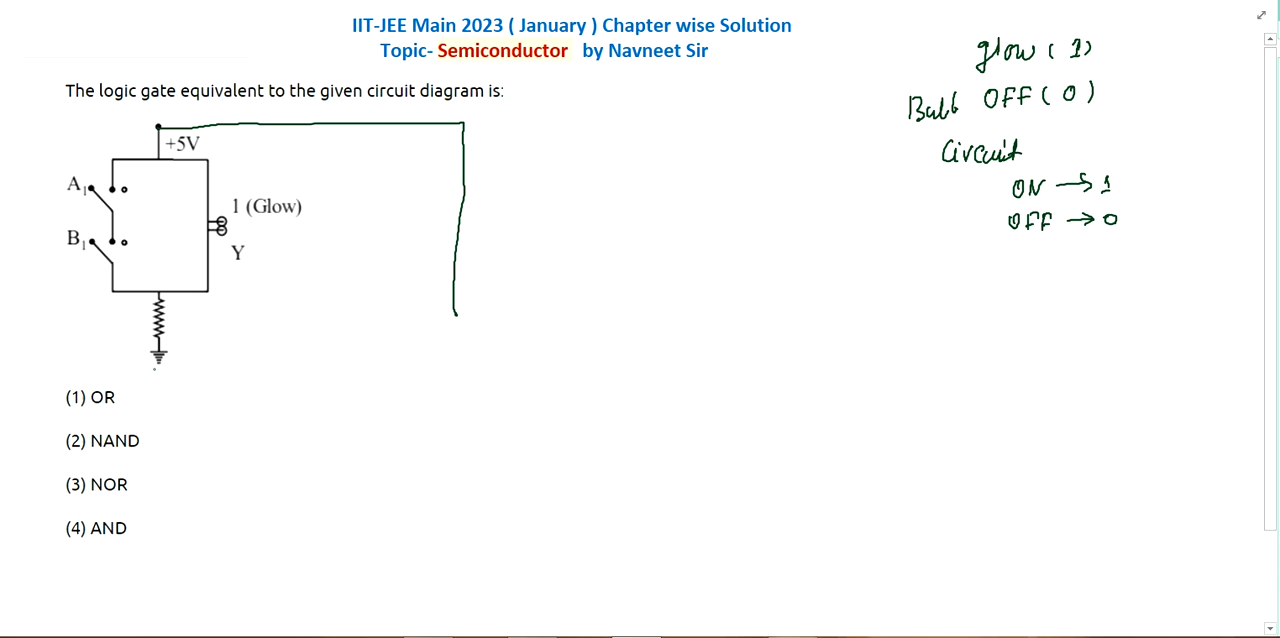 IIT-JEE Main 2023 ( January ) Chapter wise Solution
Topic- Semiconductor by Navneet Sir
glow ( 1 )
The logic gate equivalent to the given circuit diagram is:
Bulb OFF ( 0 )
+5V
Circuit
A 1
ON → 1
1 (Glow)
OFF → 0
B 1
Y
(1) OR
(2) NAND
(3) NOR
(4) AND